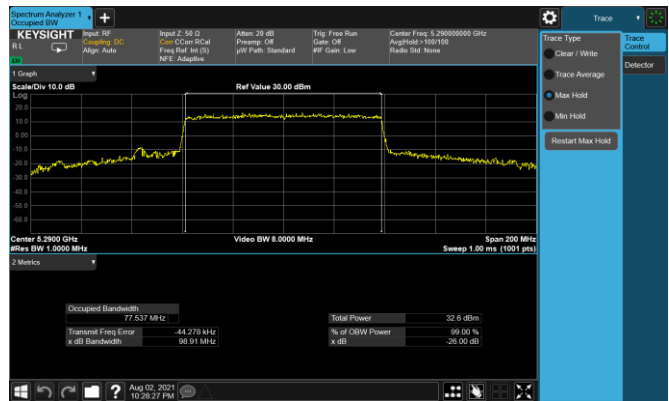 Spectrum Analyzer 1
Occupied BW
Trace
KEYSIGHT
RL
Input: RF
Coupling: DC
Align: Auto
Input Z: 50 Ω
Corr CCorr RCal
Freq Ref: Int (S)
NFE: Adaptive
Atten: 20 dB
Preamp: Off
µW Path: Standard
Trig: Free Run
Gate: Off
#IF Gain: Low
Center Freq: 5.290000000 GHz
Avg|Hold:>100/100
Radio Std: None
Trace Type
Clear / Write
Trace Average
Max Hold
Min Hold
Restart Max Hold
Trace Control
Detector
1 Graph
Scale/Div 10.0 dB
Ref Value 30.00 dBm
Log
20.0
10.0
0.00
-10.0
-20.0
-30.0
-40.0
-50.0
-60.0
Center 5.2900 GHz
Video BW 8.0000 MHz
Span 200 MHz
#Res BW 1.0000 MHz
Sweep 1.00 ms (1001 pts)
2 Metrics
Occupied Bandwidth
77.537 MHz
Total Power 32.6 dBm
Transmit Freq Error -44.278 kHz
% of OBW Power 99.00 %
x dB Bandwidth 98.91 MHz
x dB -26.00 dB
Aug 02, 2021
10:28:27 PM